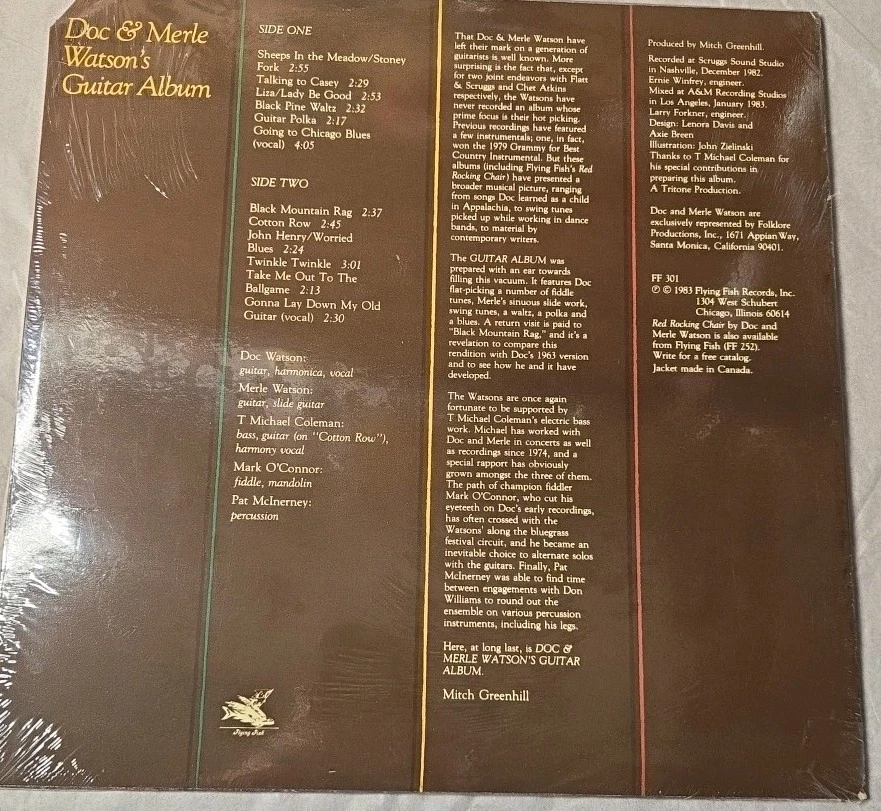 Doc & Merle
Watson's
Guitar Album
SIDE ONE
Sheeps In the Meadow/Stoney
Fork 2:55
Talking to Casey 2:29
Liza/Lady Be Good 2:53
Black Pine Waltz 2:32
Guitar Polka 2:17
Going to Chicago Blues
(vocal) 4:05
SIDE TWO
Black Mountain Rag 2:37
Cotton Row 2:45
John Henry/Worried
Blues 2:24
Twinkle Twinkle 3:01
Take Me Out To The
Ballgame 2:13
Gonna Lay Down My Old
Guitar (vocal) 2:30
Doc Watson:
guitar, harmonica, vocal
Merle Watson:
guitar, slide guitar
T Michael Coleman:
bass, guitar (on "Cotton Row"),
harmony vocal
Mark O'Connor:
fiddle, mandolin
Pat McInerney:
percussion
Flying Fish
That Doc & Merle Watson have
left their mark on a generation of
guitarists is well known. More
surprising is the fact that, except
for two joint endeavors with Flatt
& Scruggs and Chet Atkins
respectively, the Watsons have
never recorded an album whose
prime focus is their hot picking.
Previous recordings have featured
a few instrumentals; one, in fact,
won the 1979 Grammy for Best
Country Instrumental. But these
albums (including Flying Fish's Red
Rocking Chair) have presented a
broader musical picture, ranging
from songs Doc learned as a child
in Appalachia, to swing tunes
picked up while working in dance
bands, to material by
contemporary writers.
The GUITAR ALBUM was
prepared with an ear towards
filling this vacuum. It features Doc
flat-picking a number of fiddle
tunes, Merle's sinuous slide work,
swing tunes, a waltz, a polka and
a blues. A return visit is paid to
"Black Mountain Rag," and it's a
revelation to compare this
rendition with Doc's 1963 version
and to see how he and it have
developed.
The Watsons are once again
fortunate to be supported by
T Michael Coleman's electric bass
work. Michael has worked with
Doc and Merle in concerts as well
as recordings since 1974, and a
special rapport has obviously
grown amongst the three of them.
The path of champion fiddler
Mark O'Connor, who cut his
eyeteeth on Doc's early recordings,
has often crossed with the
Watsons' along the bluegrass
festival circuit, and he became an
inevitable choice to alternate solos
with the guitars. Finally, Pat
McInerney was able to find time
between engagements with Don
Williams to round out the
ensemble on various percussion
instruments, including his legs.
Here, at long last, is DOC &
MERLE WATSON'S GUITAR
ALBUM.
Mitch Greenhill
Produced by Mitch Greenhill.
Recorded at Scruggs Sound Studio
in Nashville, December 1982.
Ernie Winfrey, engineer.
Mixed at A&M Recording Studios
in Los Angeles, January 1983.
Larry Forkner, engineer.
Design: Lenora Davis and
Axie Breen
Illustration: John Zielinski
Thanks to T Michael Coleman for
his special contributions in
preparing this album.
A Tritone Production.
Doc and Merle Watson are
exclusively represented by Folklore
Productions, Inc., 1671 Appian Way,
Santa Monica, California 90401.
FF 301
℗ © 1983 Flying Fish Records, Inc.
1304 West Schubert
Chicago, Illinois 60614
Red Rocking Chair by Doc and
Merle Watson is also available
from Flying Fish (FF 252).
Write for a free catalog.
Jacket made in Canada.